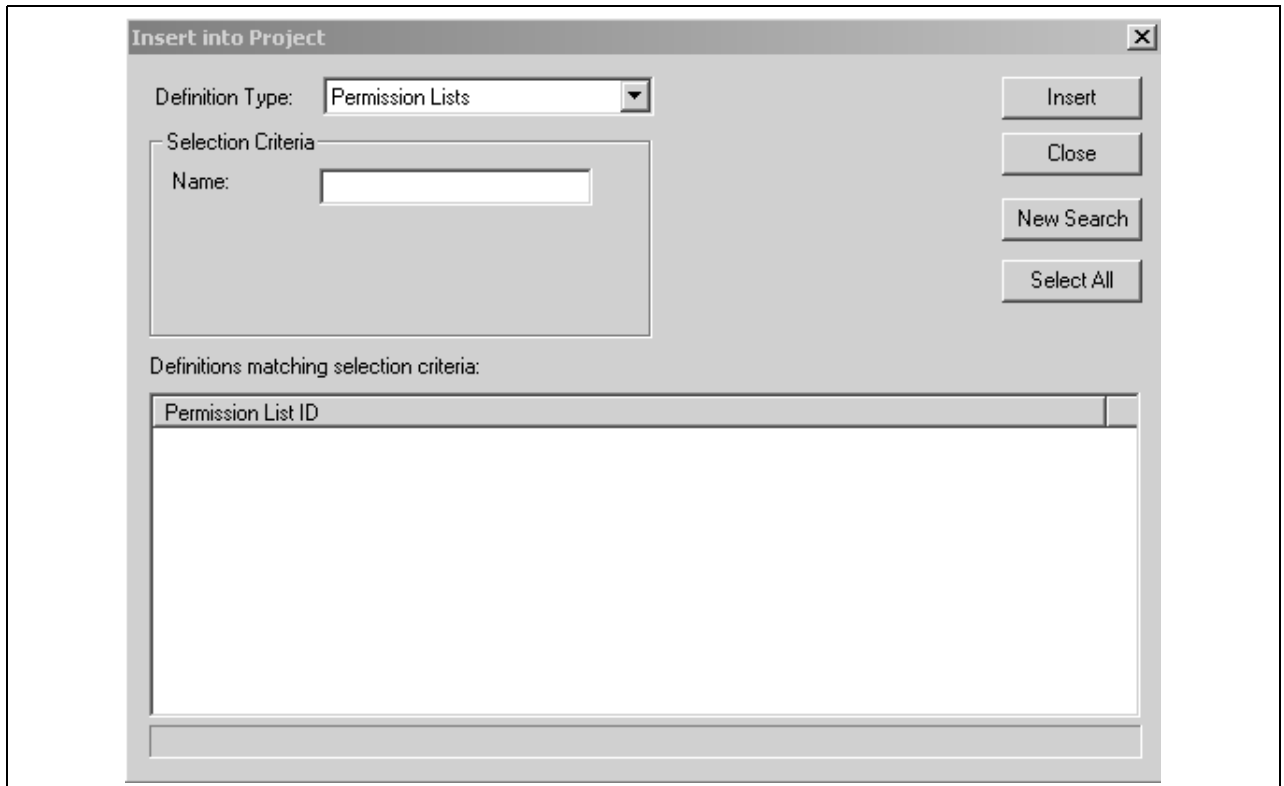 Insert into Project
Definition Type: Permission Lists
Insert
Selection Criteria
Close
Name:
New Search
Select All
Definitions matching selection criteria:
Permission List ID